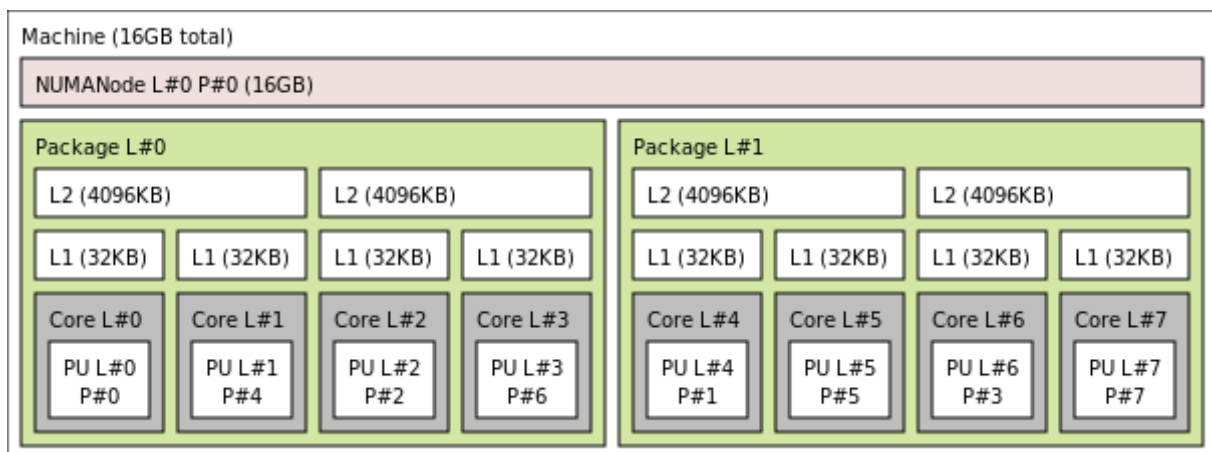 Machine (16GB total)
NUMANode L#0 P#0 (16GB)
Package L#0
L2 (4096KB)
L2 (4096KB)
L1 (32KB)
L1 (32KB)
L1 (32KB)
L1 (32KB)
Core L#0
PU L#0
P#0
Core L#1
PU L#1
P#4
Core L#2
PU L#2
P#2
Core L#3
PU L#3
P#6
Package L#1
L2 (4096KB)
L2 (4096KB)
L1 (32KB)
L1 (32KB)
L1 (32KB)
L1 (32KB)
Core L#4
PU L#4
P#1
Core L#5
PU L#5
P#5
Core L#6
PU L#6
P#3
Core L#7
PU L#7
P#7